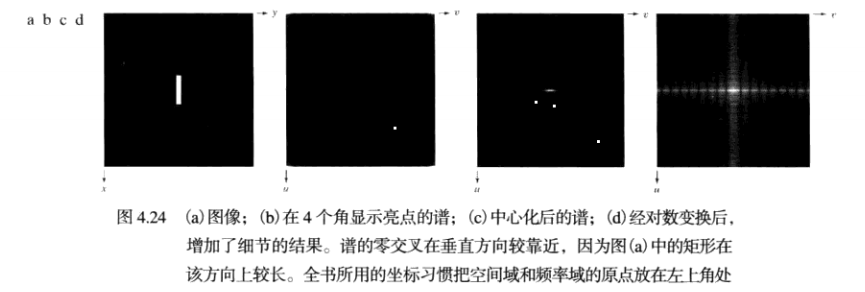 a b c d
y
v
v
v
x
u
u
u
图 4.24 (a)图像；(b)在 4 个角显示亮点的谱；(c)中心化后的谱；(d)经对数变换后，
增加了细节的结果。谱的零交叉在垂直方向较靠近，因为图(a)中的矩形在
该方向上较长。全书所用的坐标习惯把空间域和频率域的原点放在左上角处